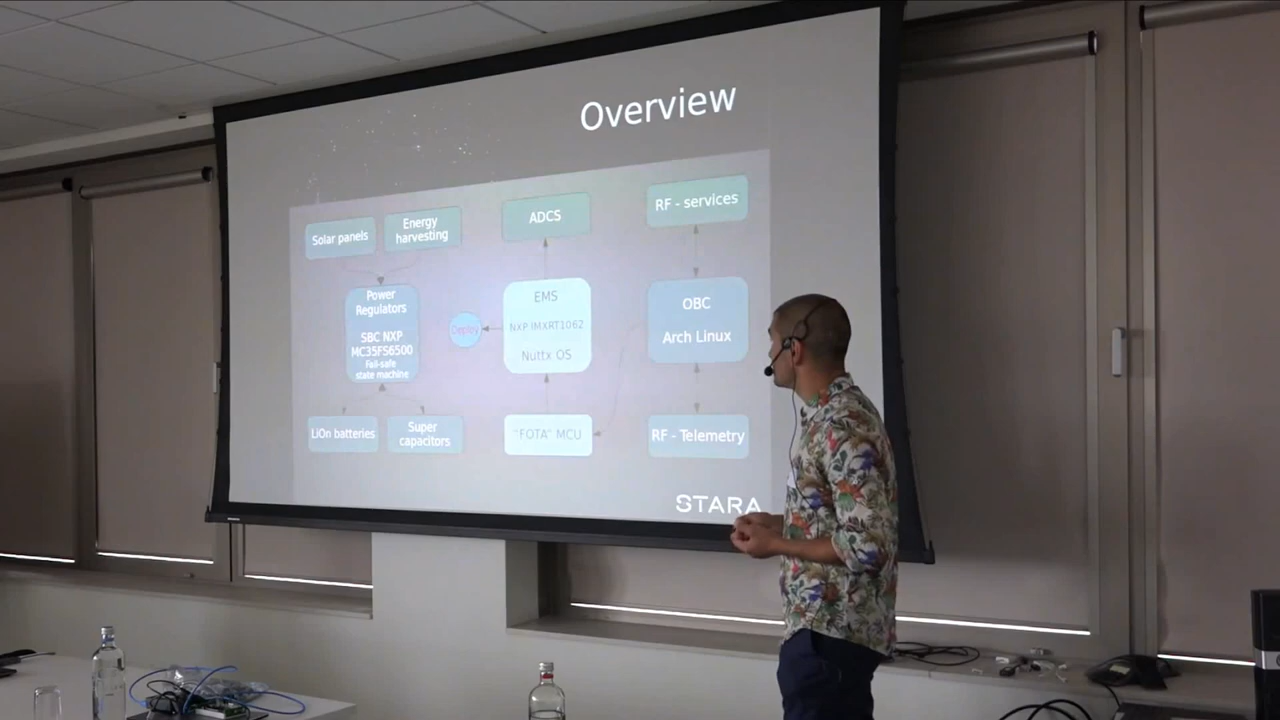 Overview
Solar panels
Energy
harvesting
ADCS
RF - services
Power
Regulators
SBC NXP
MC35FS6500
Fail-safe
state machine
Deploy
EMS
NXP IMXRT1062
Nuttx OS
OBC
Arch Linux
LiOn batteries
Super
capacitors
"FOTA" MCU
RF - Telemetry
STARA